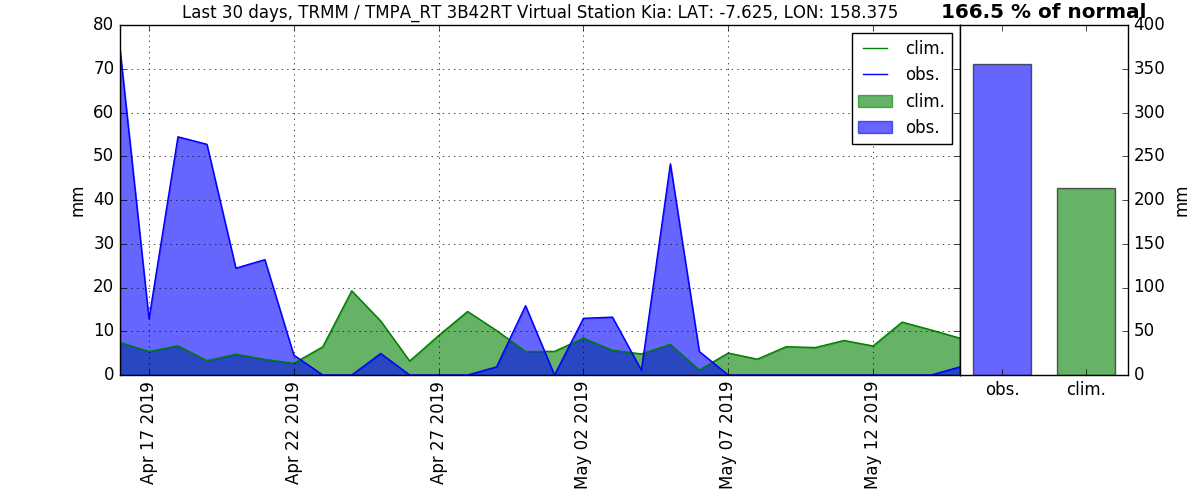 Last 30 days, TRMM / TMPA_RT 3B42RT Virtual Station Kia: LAT: -7.625, LON: 158.375
166.5 % of normal
80
70
60
50
40
30
20
10
0
mm
clim.
obs.
clim.
obs.
400
350
300
250
200
150
100
50
0
mm
Apr 17 2019
Apr 22 2019
Apr 27 2019
May 02 2019
May 07 2019
May 12 2019
obs.
clim.